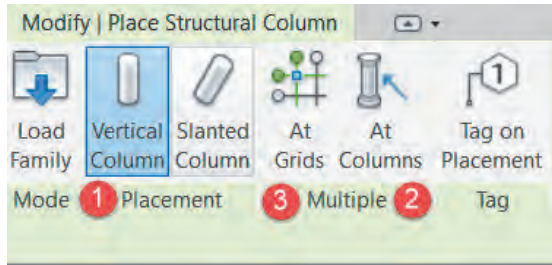 Modify | Place Structural Column
1
Load Vertical Slanted At At Tag on
Family Column Column Grids Columns Placement
Mode 1 Placement 3 Multiple 2 Tag